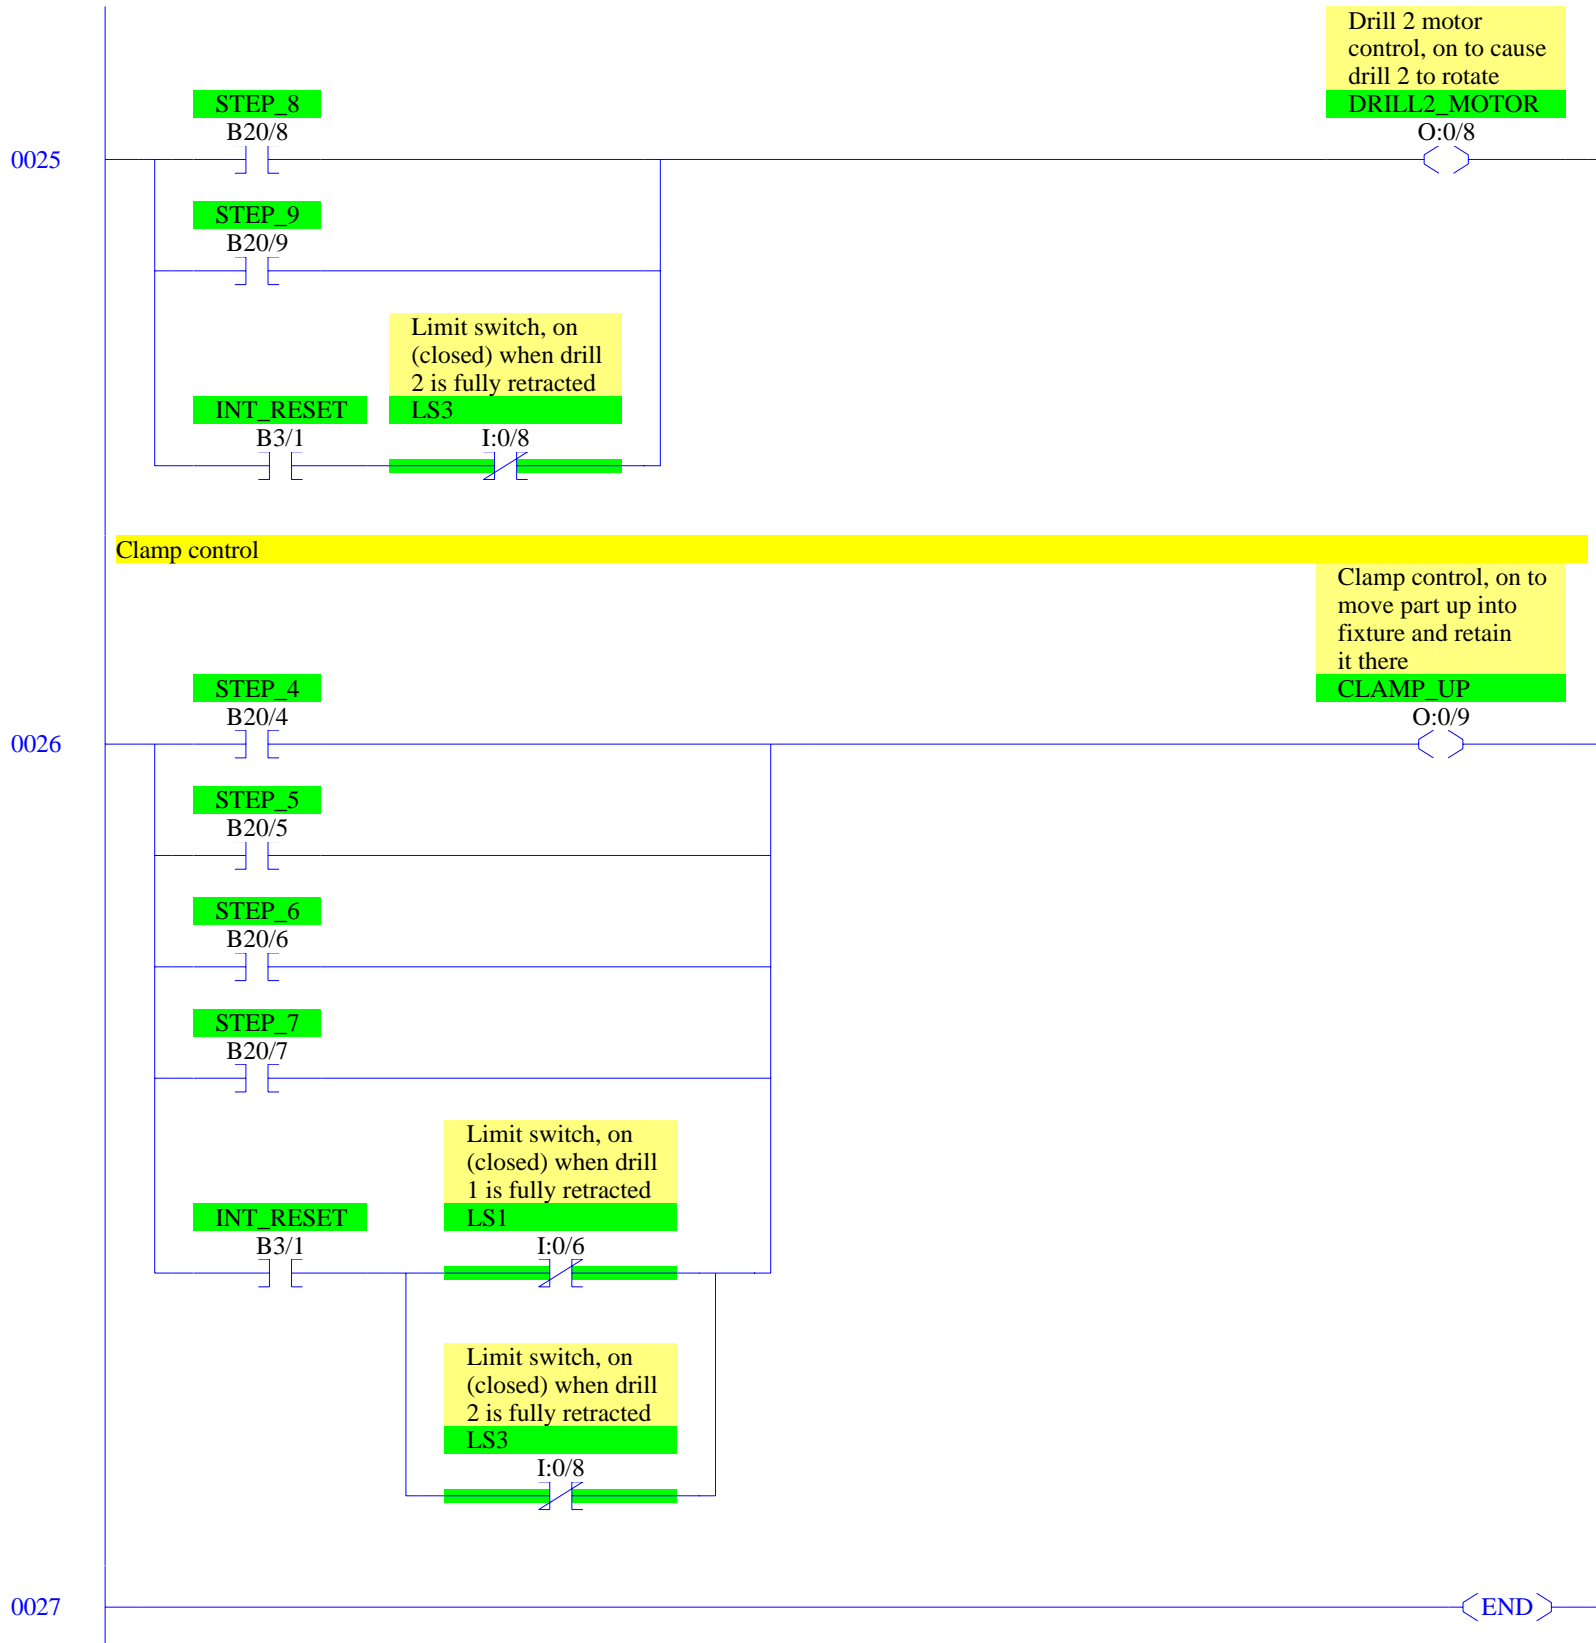 Drill 2 motor
control, on to cause
drill 2 to rotate
STEP_8
DRILL2_MOTOR
B20/8
O:0/8
0025
STEP_9
B20/9
Limit switch, on
(closed) when drill
2 is fully retracted
INT_RESET
LS3
B3/1
I:0/8
Clamp control
Clamp control, on to
move part up into
fixture and retain
it there
STEP_4
CLAMP_UP
B20/4
O:0/9
0026
STEP_5
B20/5
STEP_6
B20/6
STEP_7
B20/7
Limit switch, on
(closed) when drill
1 is fully retracted
INT_RESET
LS1
B3/1
I:0/6
Limit switch, on
(closed) when drill
2 is fully retracted
LS3
I:0/8
0027
END